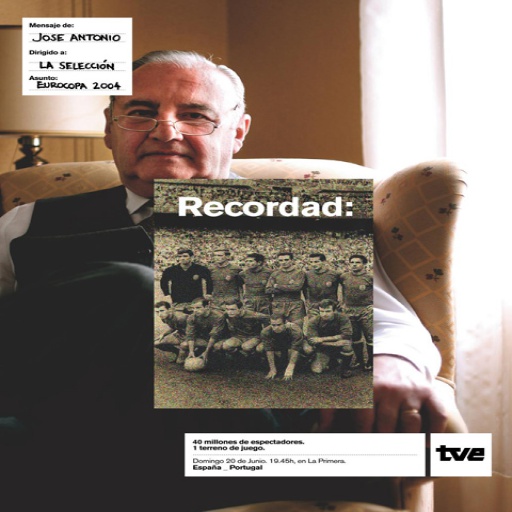 Mensaje de:
JOSE ANTONIO
Dirigido a:
LA SELECCIÓN
Asunto:
EUROCOPA 2004
Recordad:
40 millones de espectadores.
1 terreno de juego.
Domingo 20 de Junio. 19.45h, en La Primera.
España _ Portugal
tve